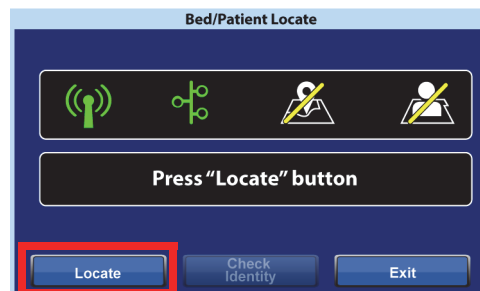 Bed/Patient Locate
Press "Locate" button
Locate
Check
Identity
Exit